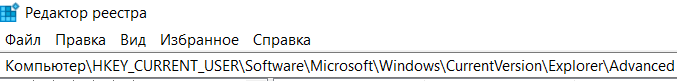 Редактор реестра
Файл Правка Вид Избранное Справка
Компьютер\HKEY_CURRENT_USER\Software\Microsoft\Windows\CurrentVersion\Explorer\Advanced